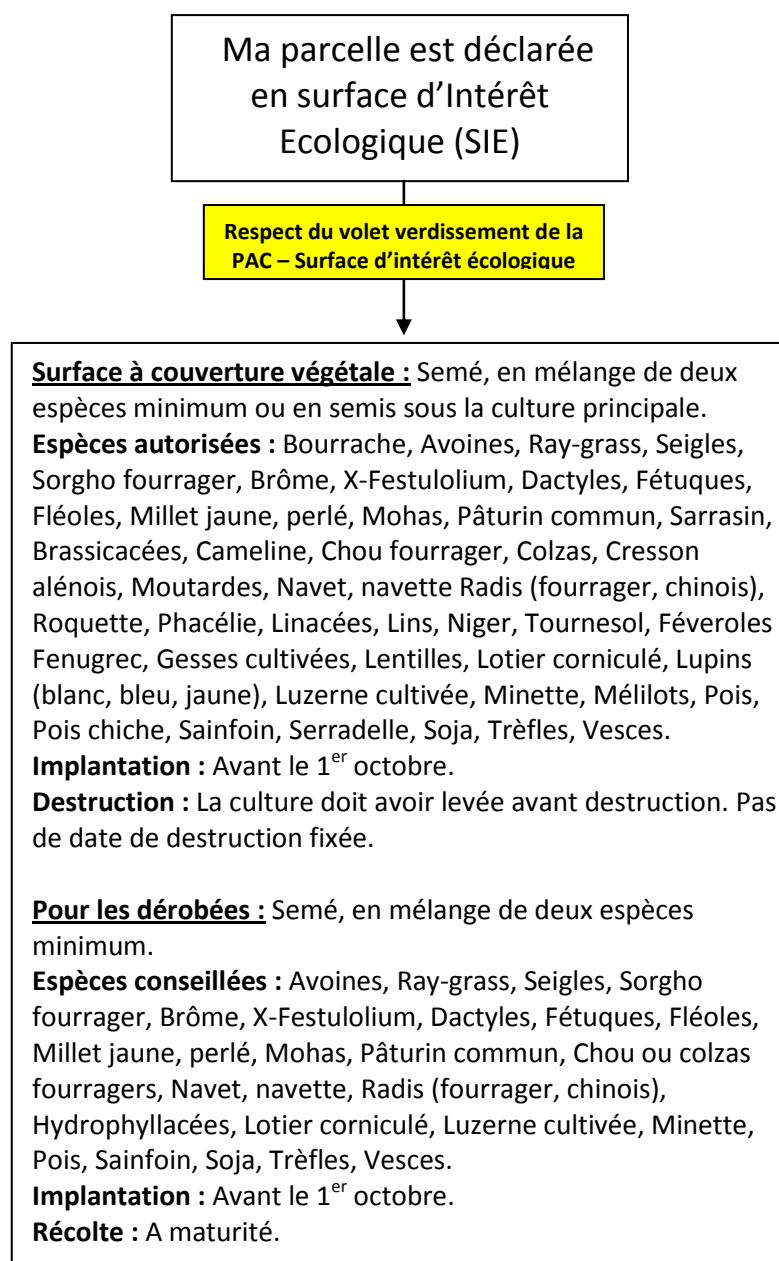 Ma parcelle est déclarée
en surface d’Intérêt
Ecologique (SIE)
Respect du volet verdissement de la
PAC – Surface d’intérêt écologique
Surface à couverture végétale : Semé, en mélange de deux
espèces minimum ou en semis sous la culture principale.
Espèces autorisées : Bourrache, Avoines, Ray-grass, Seigles,
Sorgho fourrager, Brôme, X-Festulolium, Dactyles, Fétuques,
Fléoles, Millet jaune, perlé, Mohas, Pâturin commun, Sarrasin,
Brassicacées, Cameline, Chou fourrager, Colzas, Cresson
alénois, Moutardes, Navet, navette Radis (fourrager, chinois),
Roquette, Phacélie, Linacées, Lins, Niger, Tournesol, Féveroles
Fenugrec, Gesses cultivées, Lentilles, Lotier corniculé, Lupins
(blanc, bleu, jaune), Luzerne cultivée, Minette, Mélilots, Pois,
Pois chiche, Sainfoin, Serradelle, Soja, Trèfles, Vesces.
Implantation : Avant le 1er octobre.
Destruction : La culture doit avoir levée avant destruction. Pas
de date de destruction fixée.
Pour les dérobées : Semé, en mélange de deux espèces
minimum.
Espèces conseillées : Avoines, Ray-grass, Seigles, Sorgho
fourrager, Brôme, X-Festulolium, Dactyles, Fétuques, Fléoles,
Millet jaune, perlé, Mohas, Pâturin commun, Chou ou colzas
fourragers, Navet, navette, Radis (fourrager, chinois),
Hydrophyllacées, Lotier corniculé, Luzerne cultivée, Minette,
Pois, Sainfoin, Soja, Trèfles, Vesces.
Implantation : Avant le 1er octobre.
Récolte : A maturité.